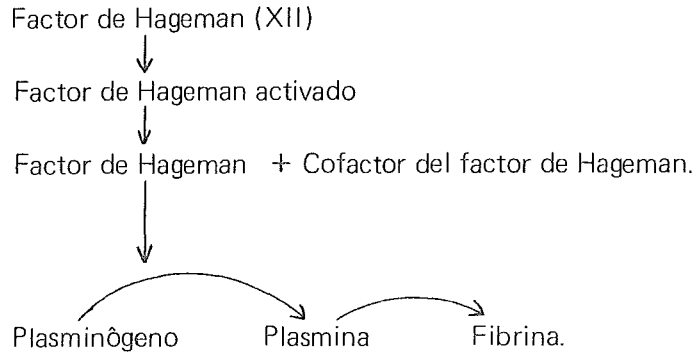 Factor de Hageman (XII)
Factor de Hageman activado
Factor de Hageman + Cofactor del factor de Hageman.
Plasminôgeno Plasmina Fibrina.